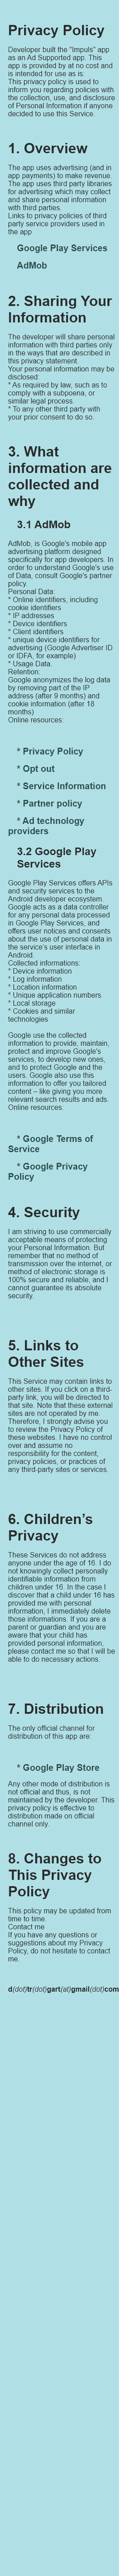 Privacy Policy
Developer built the "Impuls" app
as an Ad Supported app. This
app is provided by at no cost and
is intended for use as is.
This privacy policy is used to
inform you regarding policies with
the collection, use, and disclosure
of Personal Information if anyone
decided to use this Service.
1. Overview
The app uses advertising (and in
app payments) to make revenue.
The app uses third party libraries
for advertising which may collect
and share personal information
with third parties.
Links to privacy policies of third
party service providers used in
the app
Google Play Services
AdMob
2. Sharing Your
Information
The developer will share personal
information with third parties only
in the ways that are described in
this privacy statement.
Your personal information may be
disclosed:
* As required by law, such as to
comply with a subpoena, or
similar legal process.
* To any other third party with
your prior consent to do so.
3. What
information are
collected and
why
3.1 AdMob
AdMob, is Google's mobile app
advertising platform designed
specifically for app developers. In
order to understand Google's use
of Data, consult Google's partner
policy.
Personal Data:
* Online identifiers, including
cookie identifiers
* IP addresses
* Device identifiers
* Client identifiers
* unique device identifiers for
advertising (Google Advertiser ID
or IDFA, for example)
* Usage Data.
Retention:
Google anonymizes the log data
by removing part of the IP
address (after 9 months) and
cookie information (after 18
months)
Online resources:
* Privacy Policy
* Opt out
* Service Information
* Partner policy
* Ad technology
providers
3.2 Google Play
Services
Google Play Services offers APIs
and security services to the
Android developer ecosystem.
Google acts as a data controller
for any personal data processed
in Google Play Services, and
offers user notices and consents
about the use of personal data in
the service's user interface in
Android.
Collected informations:
* Device information
* Log information
* Location information
* Unique application numbers
* Local storage
* Cookies and similar
technologies
Google use the collected
information to provide, maintain,
protect and improve Google's
services, to develop new ones,
and to protect Google and the
users. Google also use this
information to offer you tailored
content – like giving you more
relevant search results and ads.
Online resources:
* Google Terms of
Service
* Google Privacy
Policy
4. Security
I am striving to use commercially
acceptable means of protecting
your Personal Information. But
remember that no method of
transmission over the internet, or
method of electronic storage is
100% secure and reliable, and I
cannot guarantee its absolute
security.
5. Links to
Other Sites
This Service may contain links to
other sites. If you click on a third-
party link, you will be directed to
that site. Note that these external
sites are not operated by me.
Therefore, I strongly advise you
to review the Privacy Policy of
these websites. I have no control
over and assume no
responsibility for the content,
privacy policies, or practices of
any third-party sites or services.
6. Children's
Privacy
These Services do not address
anyone under the age of 16. I do
not knowingly collect personally
identifiable information from
children under 16. In the case I
discover that a child under 16 has
provided me with personal
information, I immediately delete
those informations. If you are a
parent or guardian and you are
aware that your child has
provided personal information,
please contact me so that I will be
able to do necessary actions.
7. Distribution
The only official channel for
distribution of this app are:
* Google Play Store
Any other mode of distribution is
not official and thus, is not
maintained by the developer. This
privacy policy is effective to
distribution made on official
channel only.
8. Changes to
This Privacy
Policy
This policy may be updated from
time to time.
Contact me
If you have any questions or
suggestions about my Privacy
Policy, do not hesitate to contact
me.
d(dot)tr(dot)gart(at)gmail(dot)com